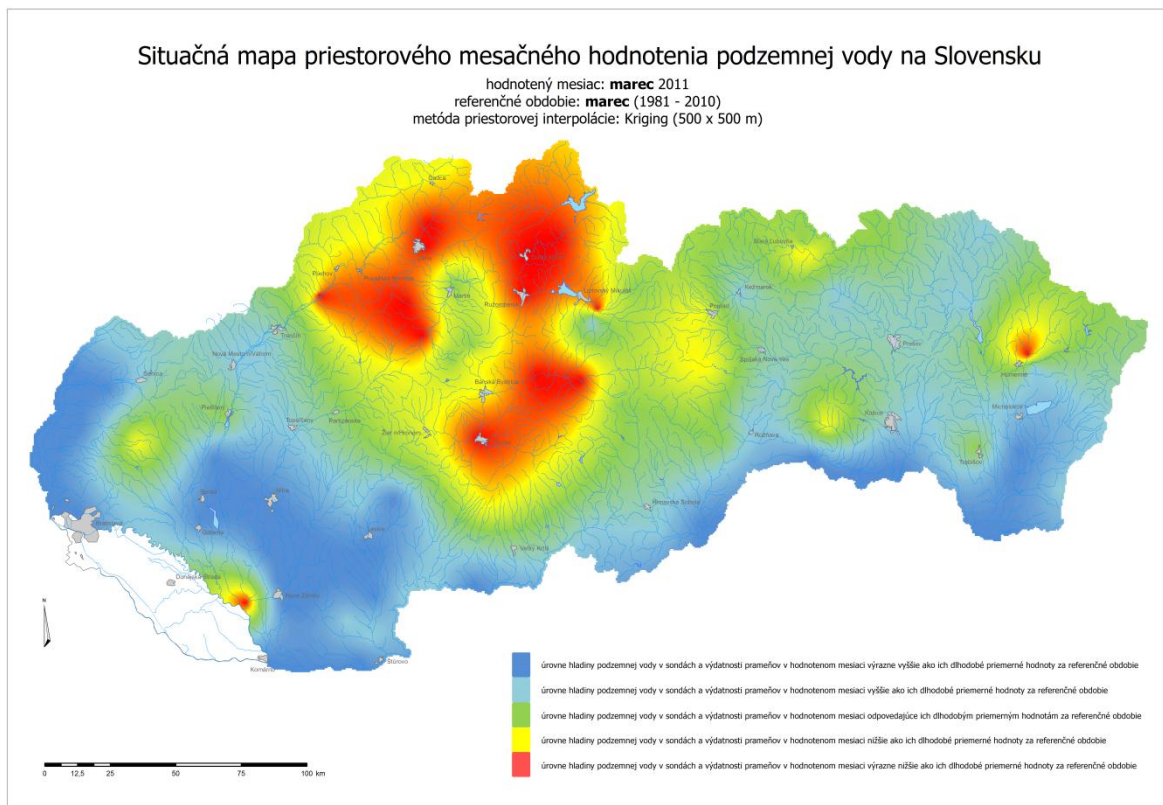 Situačná mapa priestorového mesačného hodnotenia podzemnej vody na Slovensku
hodnotený mesiac: marec 2011
referenčné obdobie: marec (1981 - 2010)
metóda priestorovej interpolácie: Kriging (500 x 500 m)
Čadca
Stará Ľubovňa
Púchov
Považská Bystrica
Martin
Ružomberok
Liptovský Mikuláš
Kežmarok
Poprad
Trenčín
Nové Mesto n/Váhom
Spišská Nová Ves
Prešov
Humenné
Senica
Banská Bystrica
Piešťany
Topoľčany
Partizánske
Žiar n/Hronom
Košice
Michalovce
Rožňava
Trebišov
Nitra
Rimavská Sobota
Bratislava
Galanta
Levice
Veľký Krtíš
Dunajská Streda
Nové Zámky
Komárno
Štúrovo
N
úrovne hladiny podzemnej vody v sondách a výdatnosti prameňov v hodnotenom mesiaci výrazne vyššie ako ich dlhodobé priemerné hodnoty za referenčné obdobie
úrovne hladiny podzemnej vody v sondách a výdatnosti prameňov v hodnotenom mesiaci vyššie ako ich dlhodobé priemerné hodnoty za referenčné obdobie
úrovne hladiny podzemnej vody v sondách a výdatnosti prameňov v hodnotenom mesiaci odpovedajúce ich dlhodobým priemerným hodnotám za referenčné obdobie
úrovne hladiny podzemnej vody v sondách a výdatnosti prameňov v hodnotenom mesiaci nižšie ako ich dlhodobé priemerné hodnoty za referenčné obdobie
úrovne hladiny podzemnej vody v sondách a výdatnosti prameňov v hodnotenom mesiaci výrazne nižšie ako ich dlhodobé priemerné hodnoty za referenčné obdobie
0 12,5 25 50 75 100 km